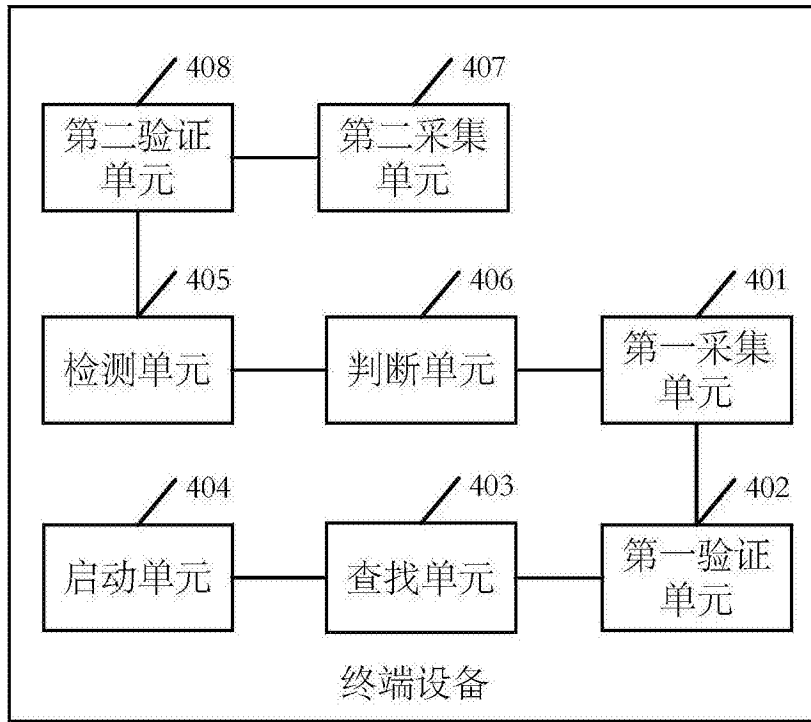 408
407
第二验证
单元
第二采集
单元
405
406
401
检测单元
判断单元
第一采集
单元
404
403
402
启动单元
查找单元
第一验证
单元
终端设备